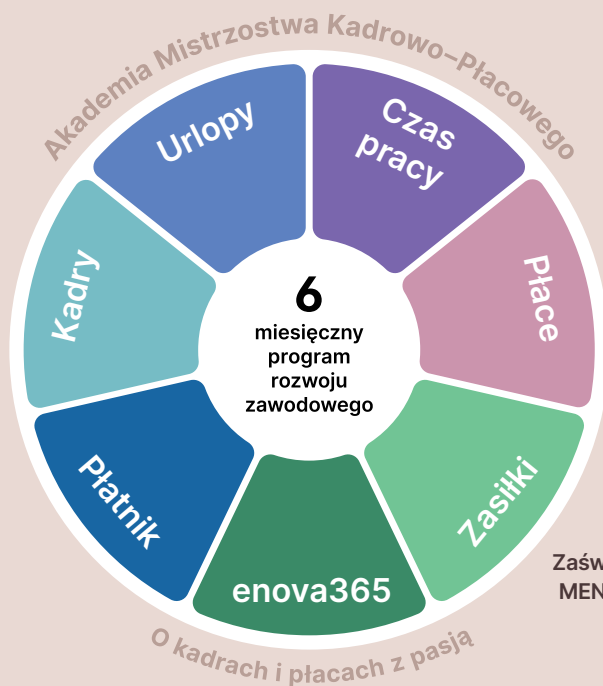 Akademia Mistrzostwa Kadrowo–Płacowego
Urlopy
Czas
pracy
Kadry
Płace
6
miesięczny
program
rozwoju
zawodowego
Płatnik
Zasiłki
enova365
MEN
O kadrach i płacach z pasją